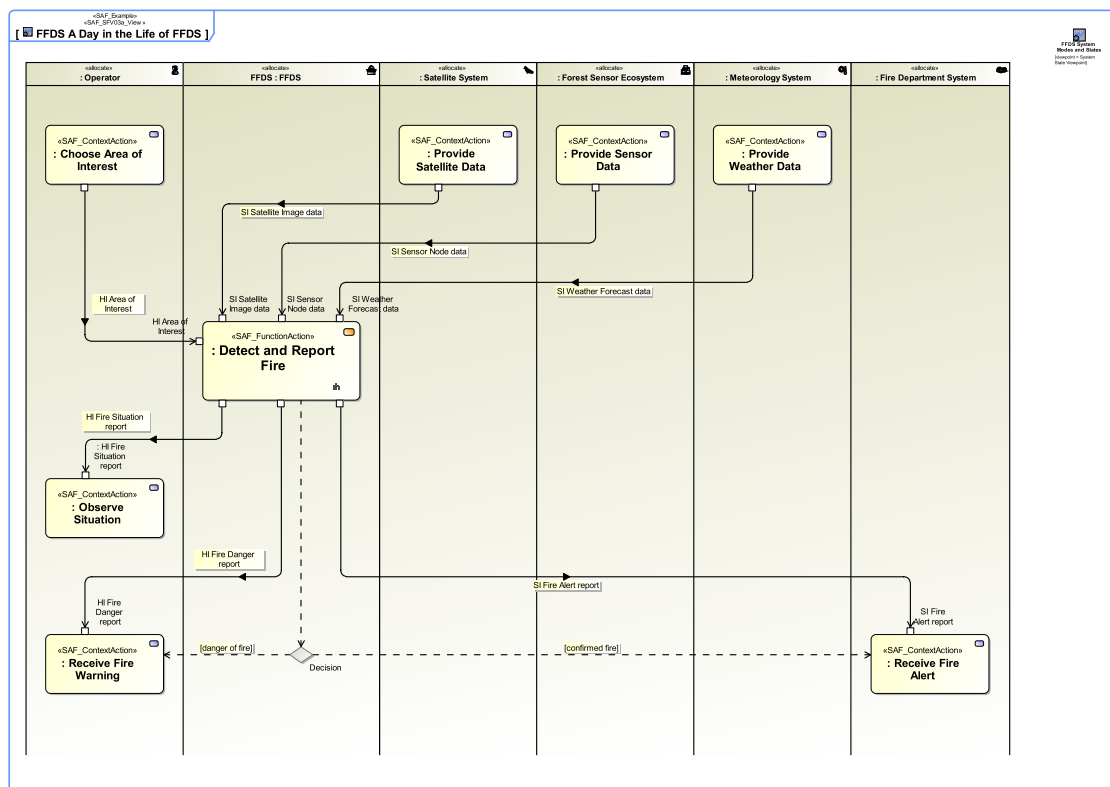 «SAF_Example»
«SAF_SFV03a_View »
[ FFDS A Day in the Life of FFDS ]
FFDS System
Modes and States
{viewpoint = System
State Viewpoint}
«allocate»
: Operator
«allocate»
FFDS : FFDS
«allocate»
: Satellite System
«allocate»
: Forest Sensor Ecosystem
«allocate»
: Meteorology System
«allocate»
: Fire Department System
«SAF_ContextAction»
: Choose Area of
Interest
«SAF_ContextAction»
: Provide
Satellite Data
«SAF_ContextAction»
: Provide Sensor
Data
«SAF_ContextAction»
: Provide
Weather Data
SI Satellite Image data
SI Sensor Node data
SI Weather Forecast data
HI Area of
Interest
SI Satellite
Image data
SI Sensor
Node data
SI Weather
Forecast data
HI Area of
Interest
«SAF_FunctionAction»
: Detect and Report
Fire
HI Fire Situation
report
: HI Fire
Situation
report
«SAF_ContextAction»
: Observe
Situation
HI Fire Danger
report
SI Fire Alert report
HI Fire
Danger
report
SI Fire
Alert report
«SAF_ContextAction»
: Receive Fire
Warning
[danger of fire]
Decision
[confirmed fire]
«SAF_ContextAction»
: Receive Fire
Alert